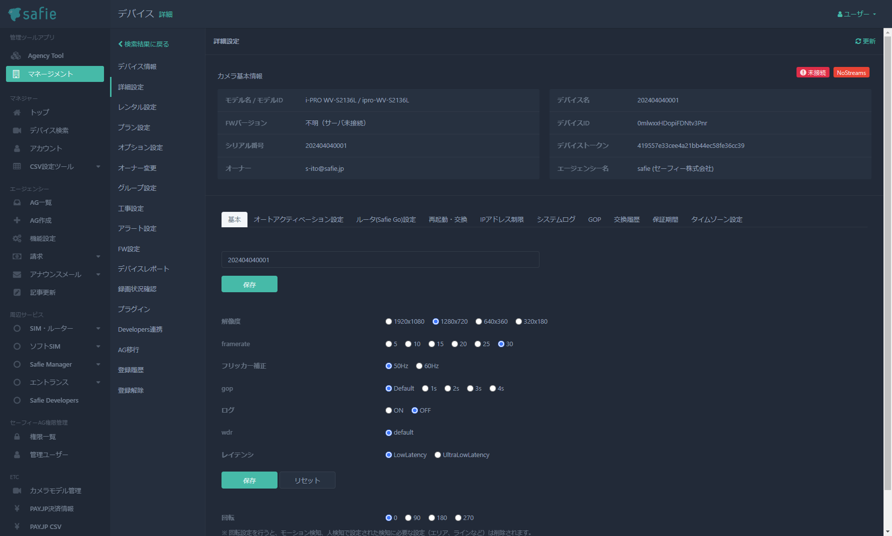 safie
デバイス 詳細
ユーザー
管理ツールアプリ
Agency Tool
マネージメント
マネージャー
トップ
デバイス検索
アカウント
CSV設定ツール
エージェンシー
AG一覧
AG作成
機能設定
請求
アナウンスメール
記事更新
周辺サービス
SIM・ルーター
ソフトSIM
Safie Manager
エントランス
Safie Developers
セーフィーAG権限管理
権限一覧
管理ユーザー
ETC
カメラモデル管理
PAYJP決済情報
PAYJP CSV
検索結果に戻る
デバイス情報
詳細設定
レンタル設定
プラン設定
オプション設定
オーナー変更
グループ設定
工事設定
アラート設定
FW設定
デバイスレポート
録画状況確認
プラグイン
Developers連携
AG移行
登録履歴
登録解除
詳細設定
更新
カメラ基本情報
未接続 NoStreams
モデル名 / モデルID i-PRO WV-S2136L / ipro-WV-S2136L
FWバージョン 不明（サーバ未接続）
シリアル番号 202404040001
オーナー s-ito@safie.jp
デバイス名 202404040001
デバイスID 0mlwxxHDopiFDNtv3Pnr
デバイストークン 419557e33cee4a21bb44ec58fe36cc39
エージェンシー名 safie (セーフィー株式会社)
基本 オートアクティベーション設定 ルータ(Safie Go)設定 再起動・交換 IPアドレス制限 システムログ GOP 交換履歴 保証期間 タイムゾーン設定
202404040001
保存
解像度 1920x1080 1280x720 640x360 320x180
framerate 5 10 15 20 25 30
フリッカー補正 50Hz 60Hz
gop Default 1s 2s 3s 4s
ログ ON OFF
wdr default
レイテンシ LowLatency UltraLowLatency
保存 リセット
回転 0 90 180 270
※ 回転設定を行うと、モーション検知、人検知で設定された検知に必要な設定（エリア、ラインなど）は削除されます。